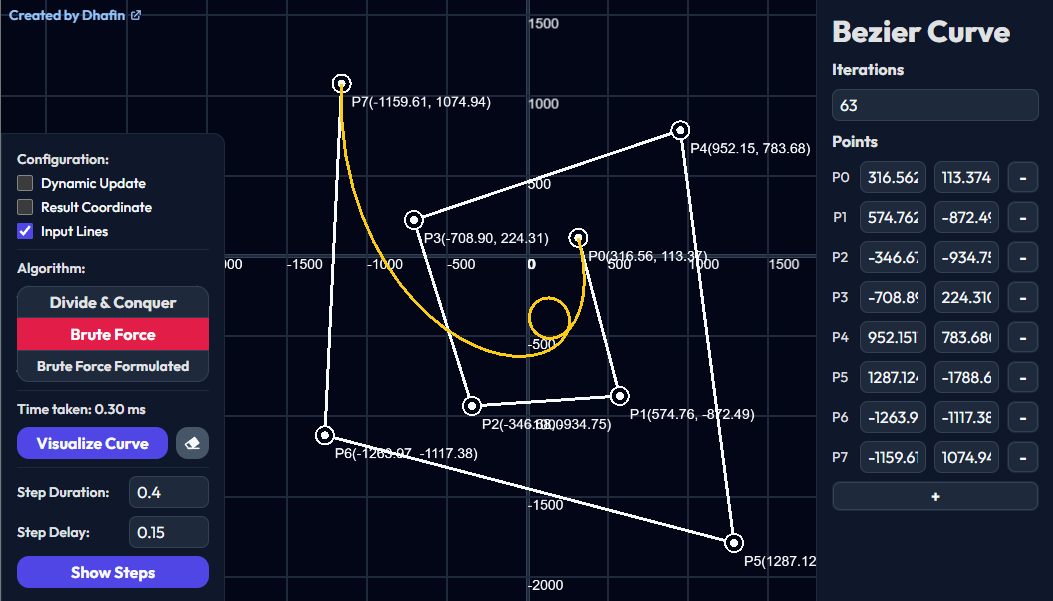 Created by Dhafin
Configuration:
Dynamic Update
Result Coordinate
Input Lines
Algorithm:
Divide & Conquer
Brute Force
Brute Force Formulated
Time taken: 0.30 ms
Visualize Curve
Step Duration:
0.4
Step Delay:
0.15
Show Steps
1500
1000
500
-500
-1500
-2000
000
-1500
-1000
-500
0
500
1000
1500
P7(-1159.61, 1074.94)
P4(952.15, 783.68)
P3(-708.90, 224.31)
P0(316.56, 113.37)
P1(574.76, -872.49)
P2(-346.68, -934.75)
P6(-1263.97, -1117.38)
P5(1287.12
Bezier Curve
Iterations
63
Points
P0 316.562 113.374 -
P1 574.762 -872.49 -
P2 -346.67 -934.75 -
P3 -708.89 224.310 -
P4 952.151 783.680 -
P5 1287.124 -1788.6 -
P6 -1263.9 -1117.38 -
P7 -1159.61 1074.94 -
+